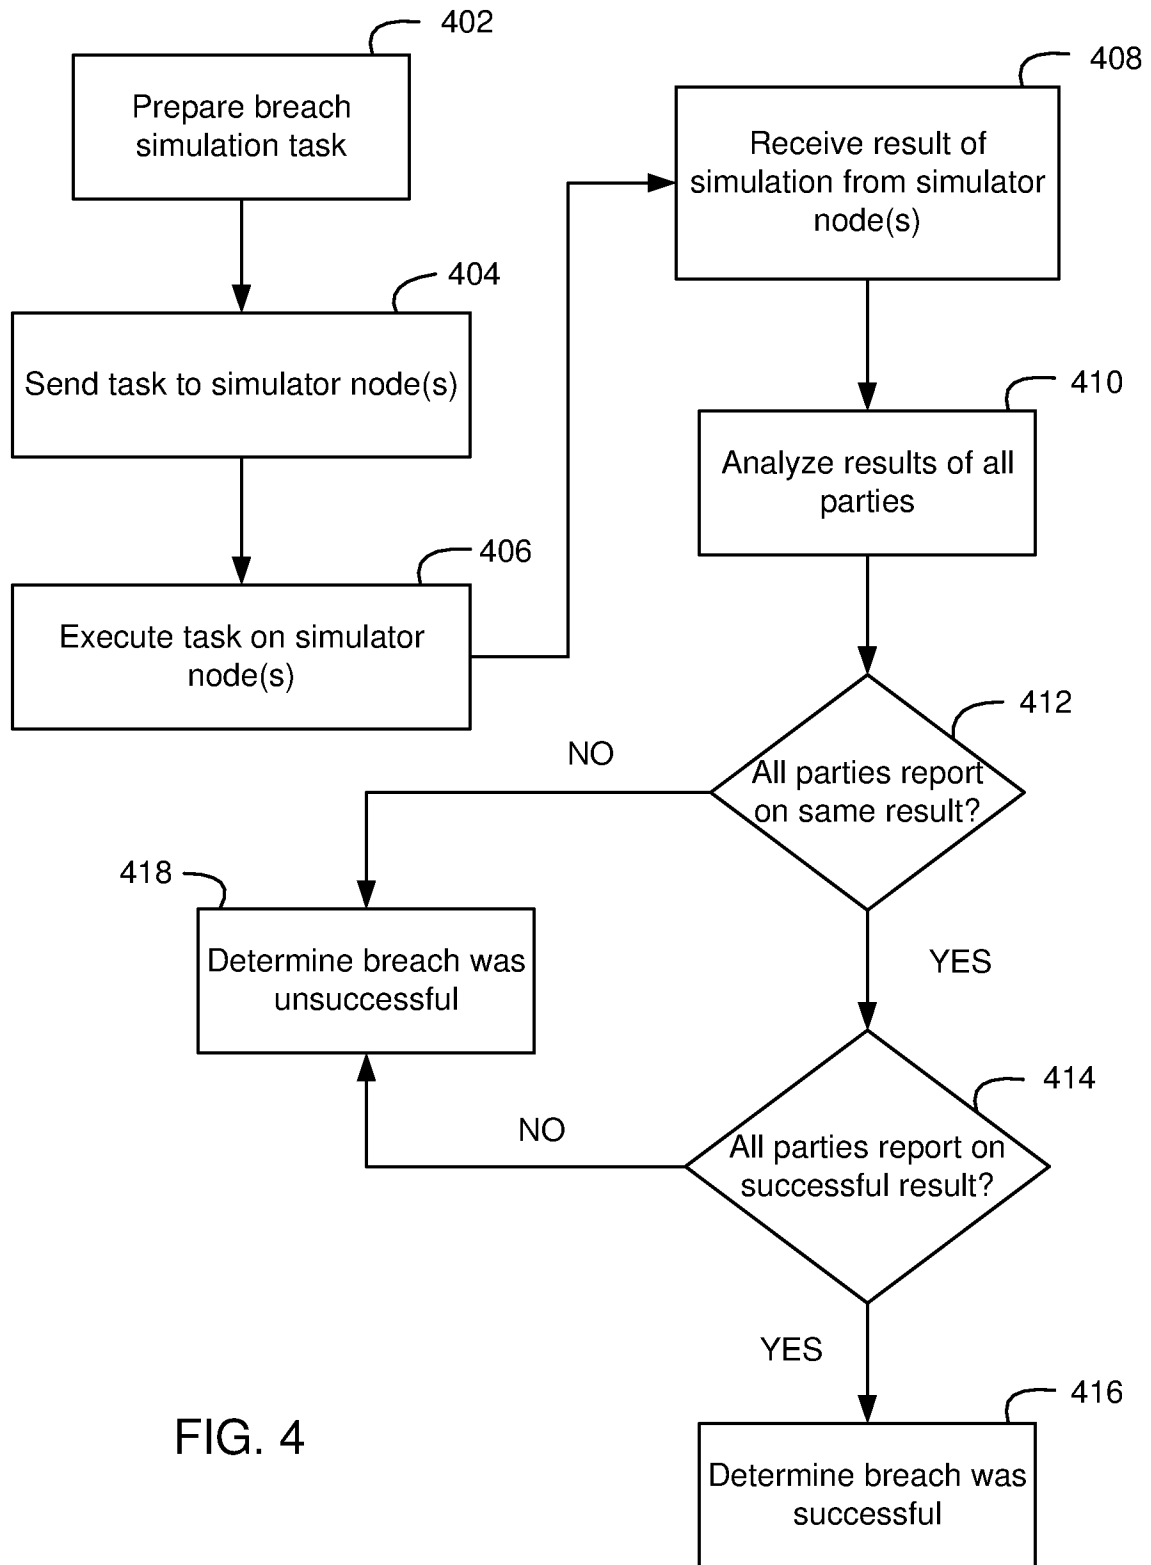 402
Prepare breach
simulation task
404
Send task to simulator node(s)
406
Execute task on simulator
node(s)
408
Receive result of
simulation from simulator
node(s)
410
Analyze results of all
parties
412
All parties report
on same result?
NO
YES
418
Determine breach was
unsuccessful
414
All parties report on
successful result?
NO
YES
416
Determine breach was
successful
FIG. 4